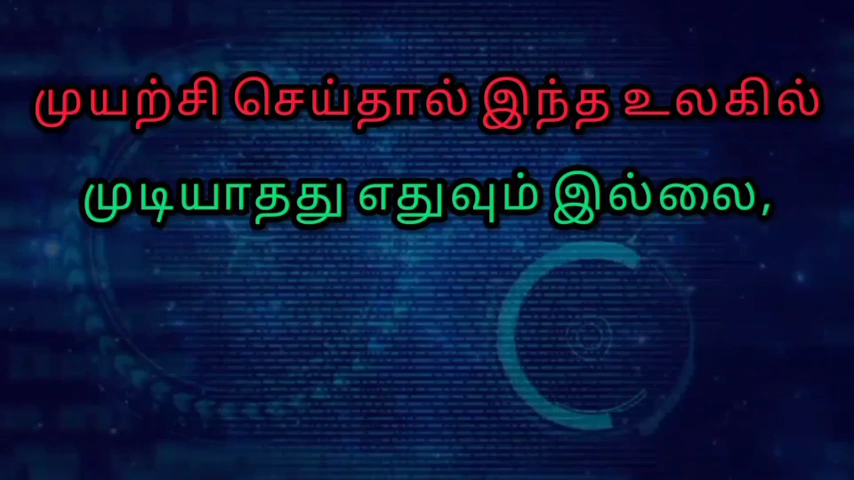 முயற்சி செய்தால் இந்த உலகில்
முடியாதது எதுவும் இல்லை,